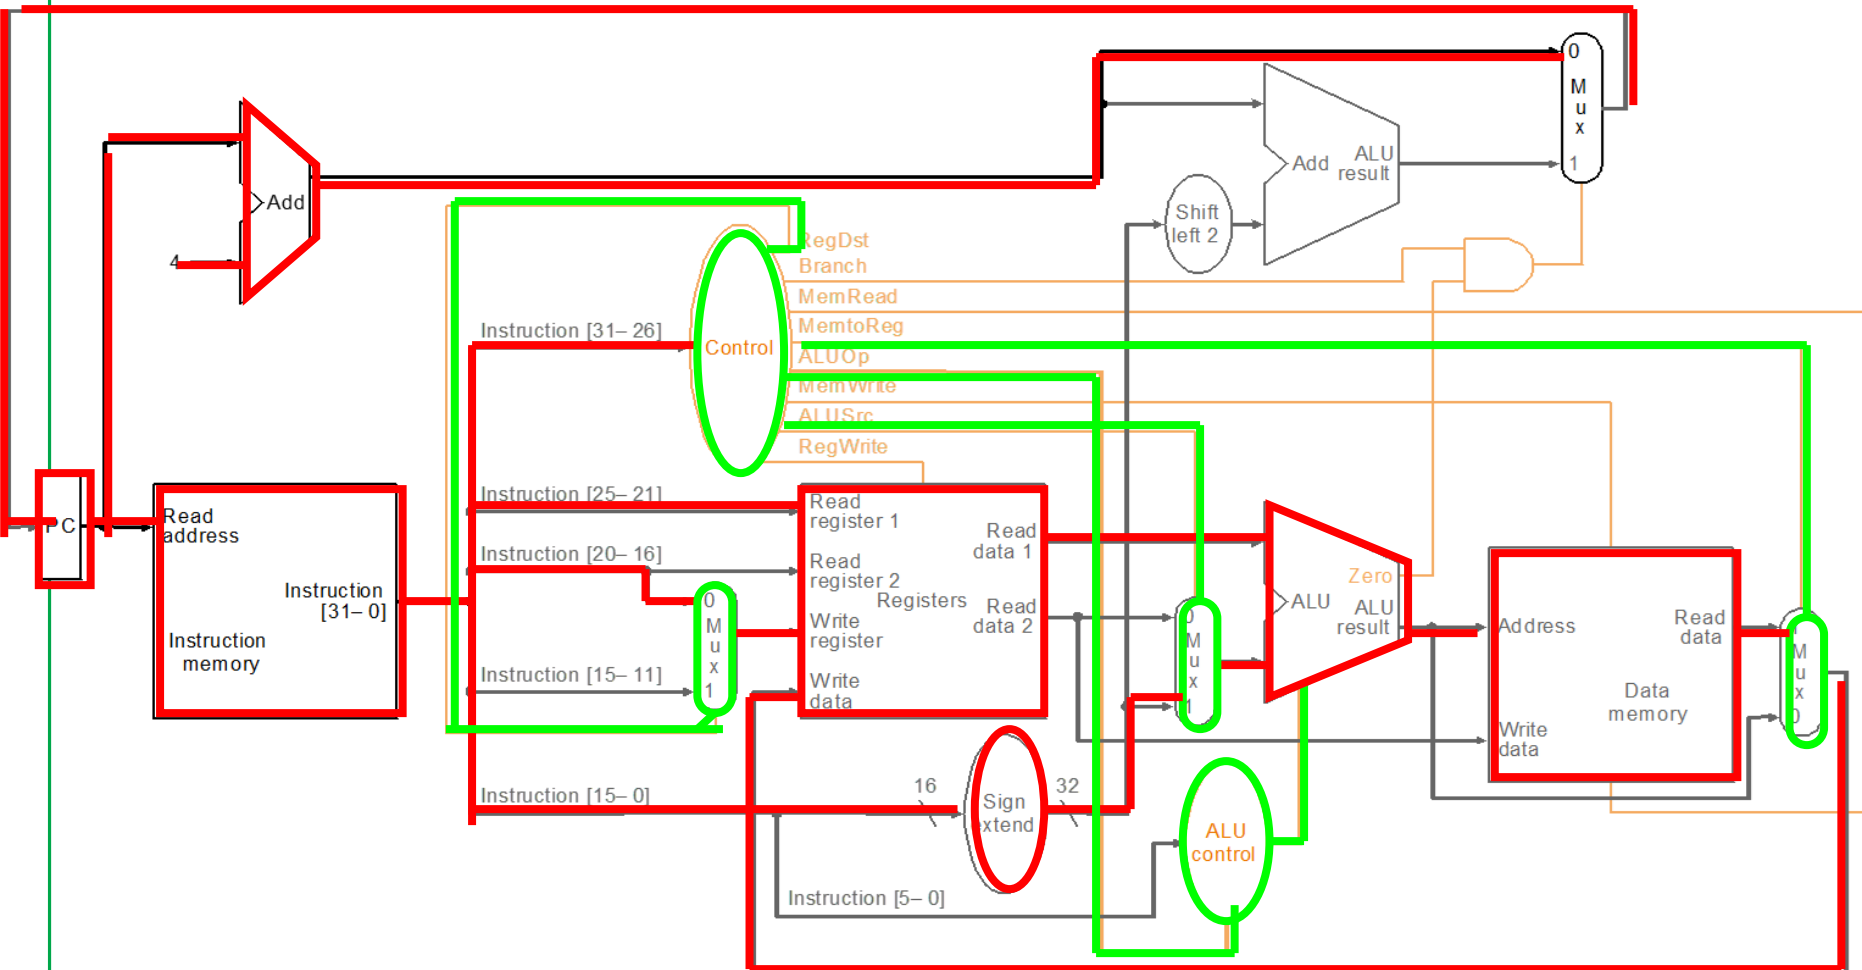 0
M
u
x
1
Add
ALU
result
Add
4
Shift
left 2
RegDst
Branch
MemRead
MemtoReg
ALUOp
MemWrite
ALUSrc
RegWrite
Control
Instruction [31– 26]
Instruction [25– 21]
Instruction [20– 16]
Instruction [15– 11]
Instruction [15– 0]
Instruction [5– 0]
PC
Read
address
Instruction
[31– 0]
Instruction
memory
0
M
u
x
1
Read
register 1
Read
register 2
Registers
Write
register
Write
data
Read
data 1
Read
data 2
0
M
u
x
1
Zero
ALU
ALU
result
Address
Read
data
Data
memory
Write
data
1
M
u
x
0
16
Sign
extend
32
ALU
control